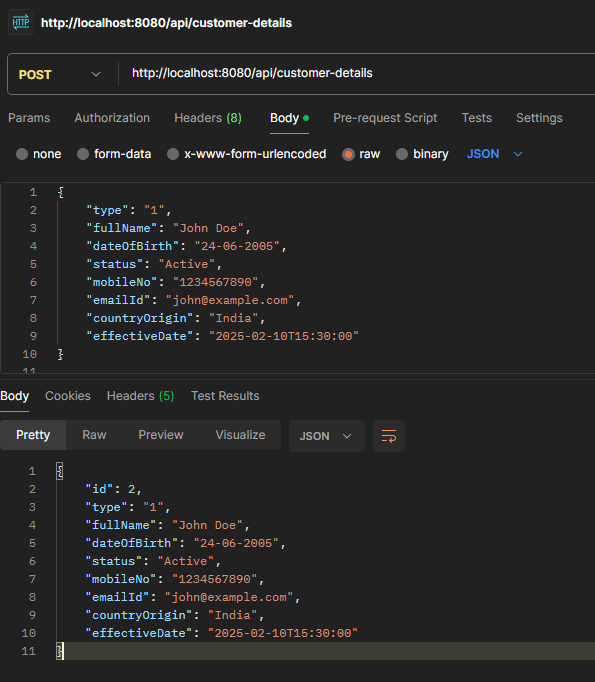 HTTP http://localhost:8080/api/customer-details
POST http://localhost:8080/api/customer-details
Params Authorization Headers (8) Body Pre-request Script Tests Settings
none form-data x-www-form-urlencoded raw binary JSON
1 {
2 "type": "1",
3 "fullName": "John Doe",
4 "dateOfBirth": "24-06-2005",
5 "status": "Active",
6 "mobileNo": "1234567890",
7 "emailId": "john@example.com",
8 "countryOrigin": "India",
9 "effectiveDate": "2025-02-10T15:30:00"
10 }
11
Body Cookies Headers (5) Test Results
Pretty Raw Preview Visualize JSON
1 {
2 "id": 2,
3 "type": "1",
4 "fullName": "John Doe",
5 "dateOfBirth": "24-06-2005",
6 "status": "Active",
7 "mobileNo": "1234567890",
8 "emailId": "john@example.com",
9 "countryOrigin": "India",
10 "effectiveDate": "2025-02-10T15:30:00"
11 }